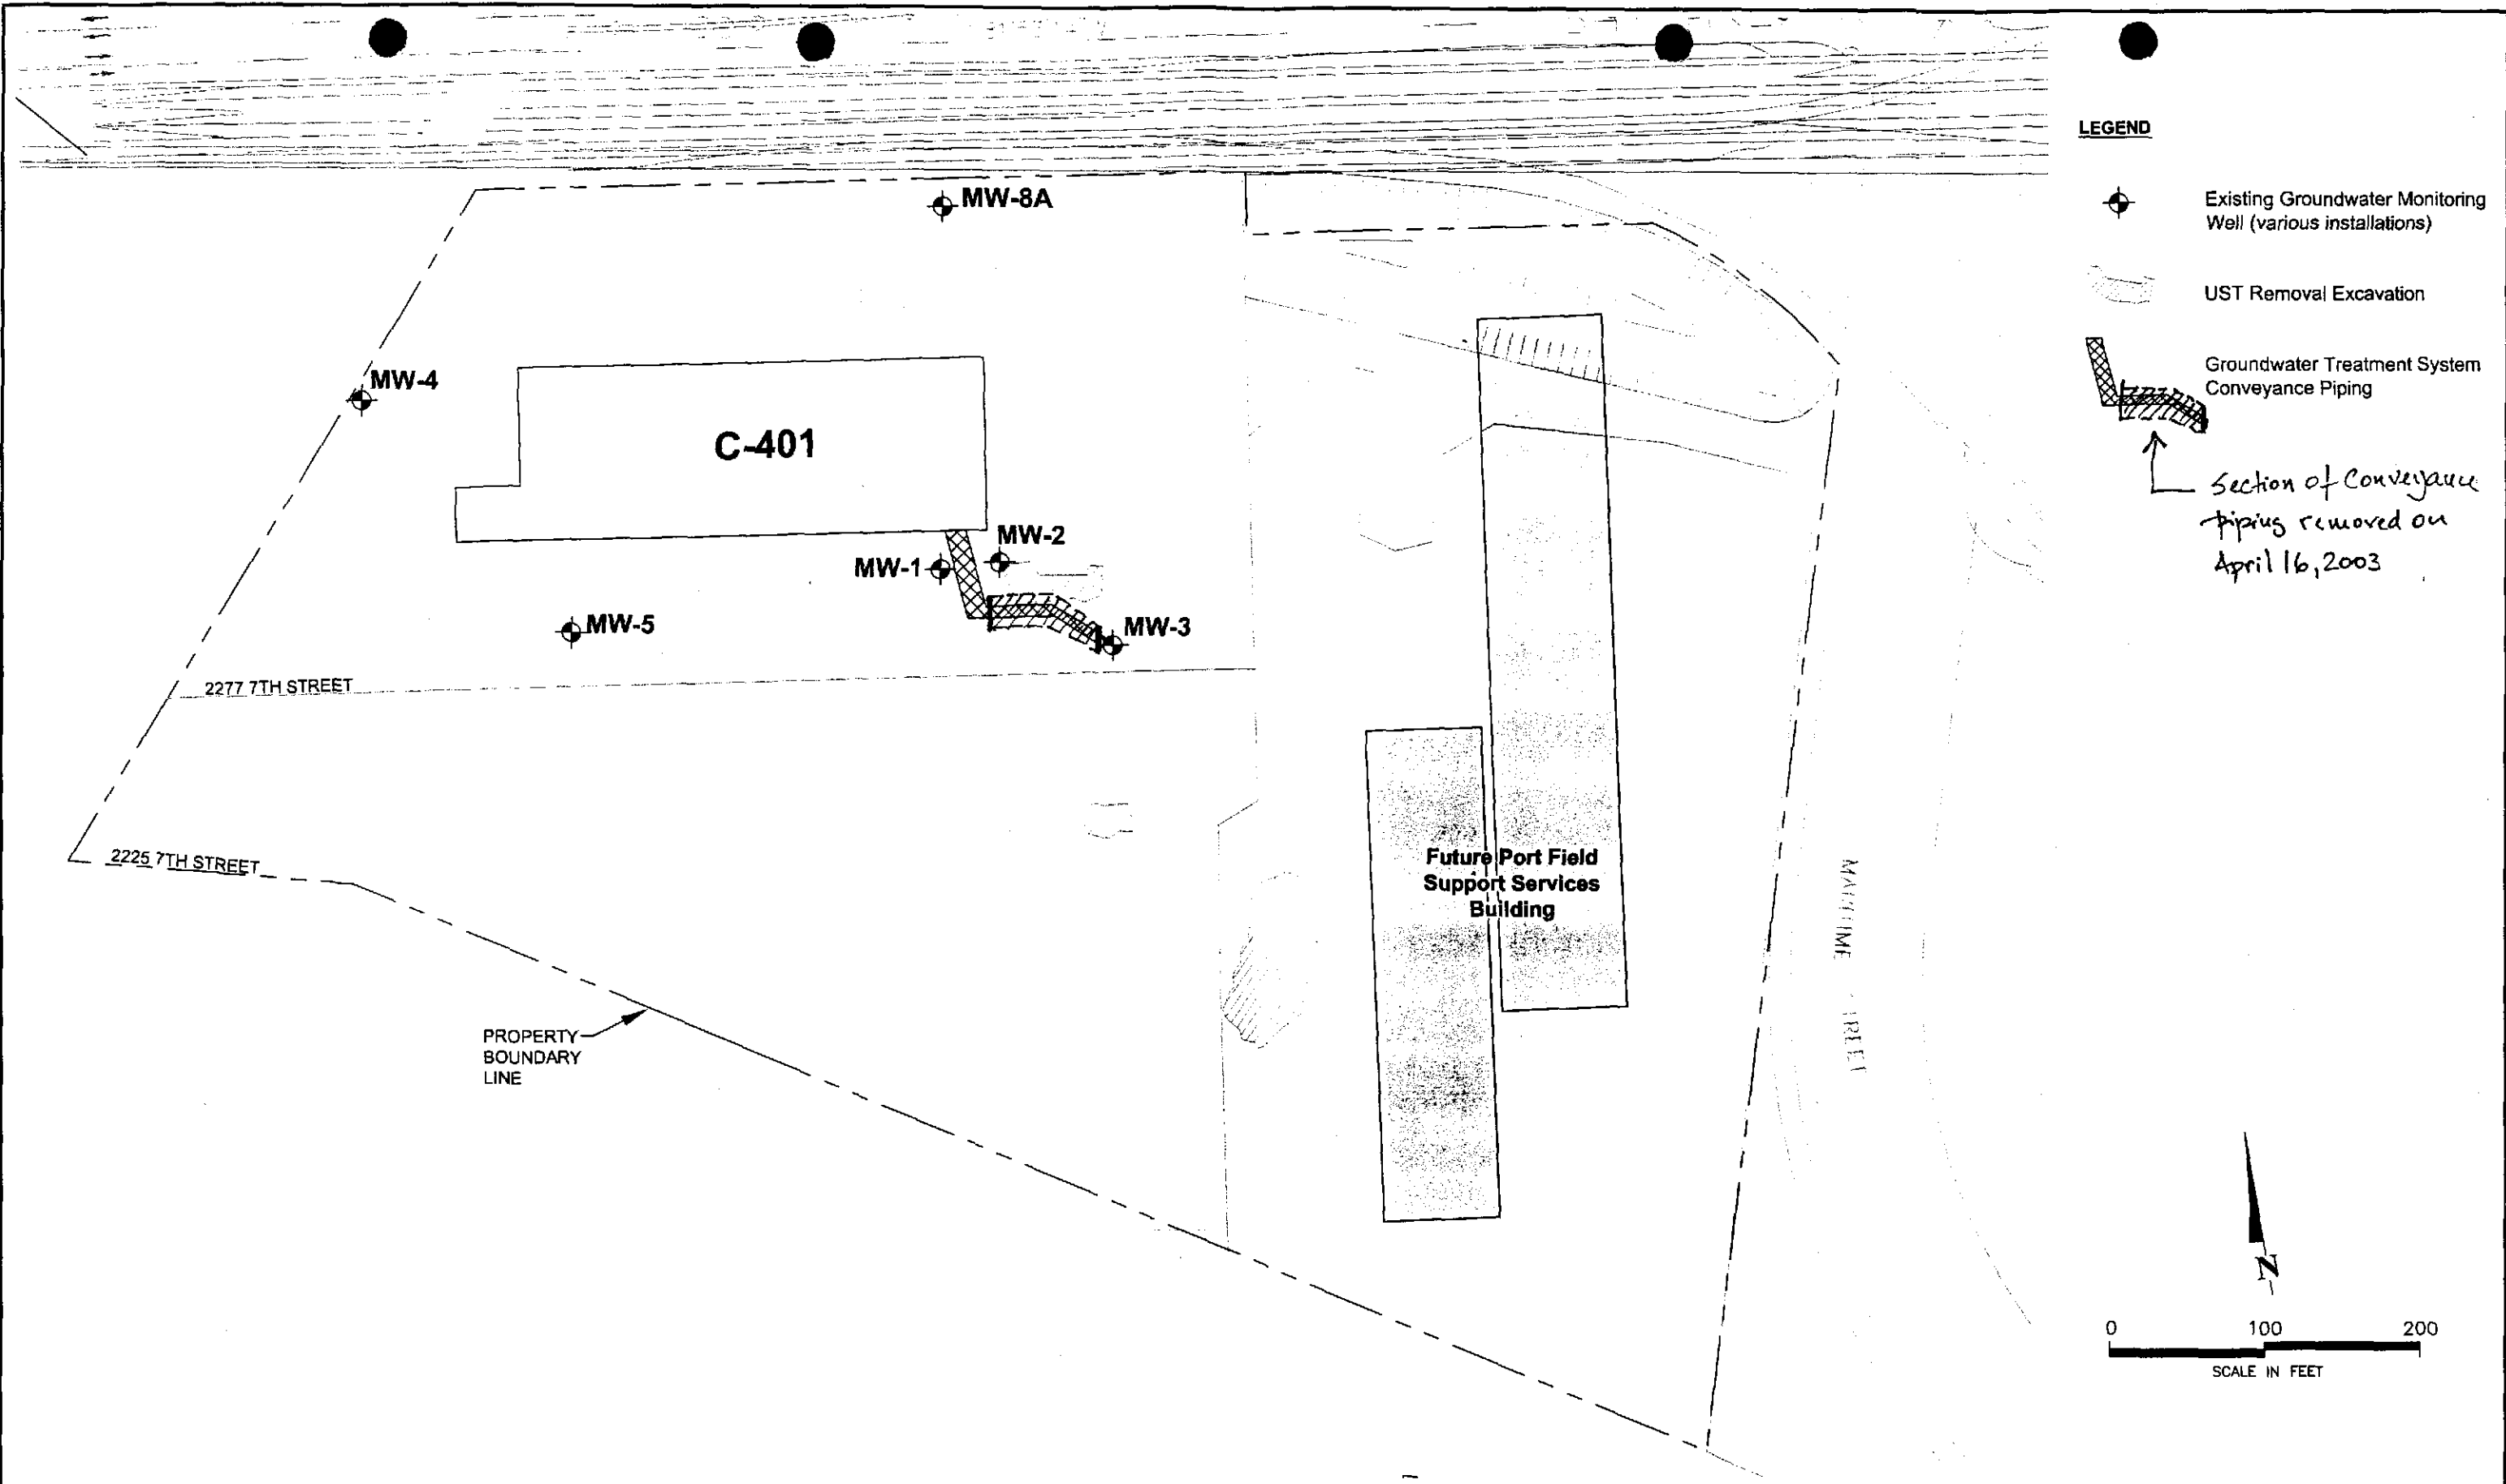 LEGEND
Existing Groundwater Monitoring
Well (various installations)
UST Removal Excavation
Groundwater Treatment System
Conveyance Piping
Section of Conveyance
piping removed on
April 16, 2003
MW-8A
MW-4
C-401
MW-2
MW-1
MW-5
MW-3
2277 7TH STREET
2225 7TH STREET
Future Port Field
Support Services
Building
PROPERTY
BOUNDARY
LINE
N
0 100 200
SCALE IN FEET